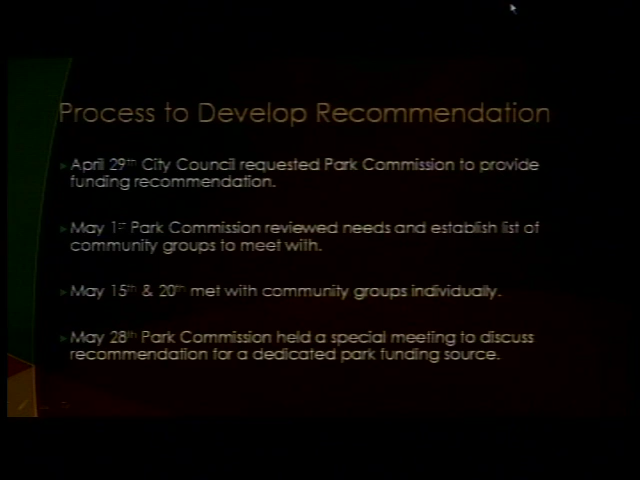 Process to Develop Recommendation
April 29th City Council requested Park Commission to provide
funding recommendation.
May 1st Park Commission reviewed needs and establish list of
community groups to meet with.
May 15th & 20th met with community groups individually.
May 28th Park Commission held a special meeting to discuss
recommendation for a dedicated park funding source.